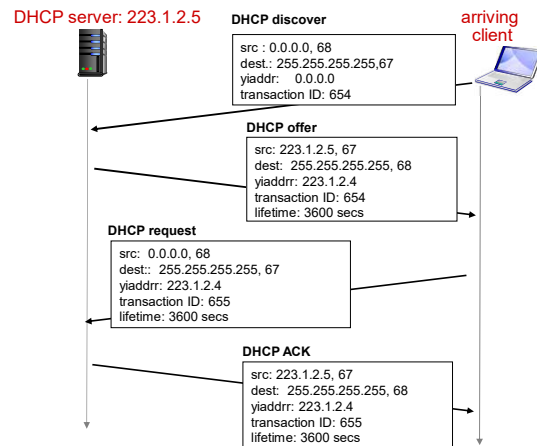 DHCP server: 223.1.2.5
DHCP discover
arriving
client
src : 0.0.0.0, 68
dest.: 255.255.255.255,67
yiaddr: 0.0.0.0
transaction ID: 654
DHCP offer
src: 223.1.2.5, 67
dest: 255.255.255.255, 68
yiaddrr: 223.1.2.4
transaction ID: 654
lifetime: 3600 secs
DHCP request
src: 0.0.0.0, 68
dest:: 255.255.255.255, 67
yiaddrr: 223.1.2.4
transaction ID: 655
lifetime: 3600 secs
DHCP ACK
src: 223.1.2.5, 67
dest: 255.255.255.255, 68
yiaddrr: 223.1.2.4
transaction ID: 655
lifetime: 3600 secs